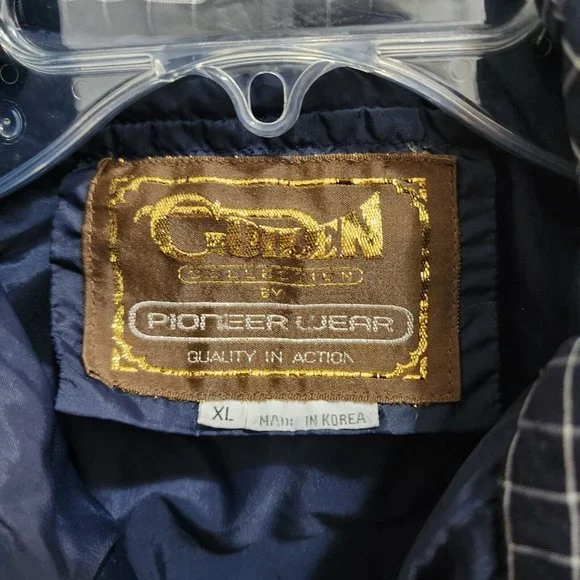 GOLDEN
COLLECTION
BY
PIONEER WEAR
QUALITY IN ACTION
XL MADE IN KOREA